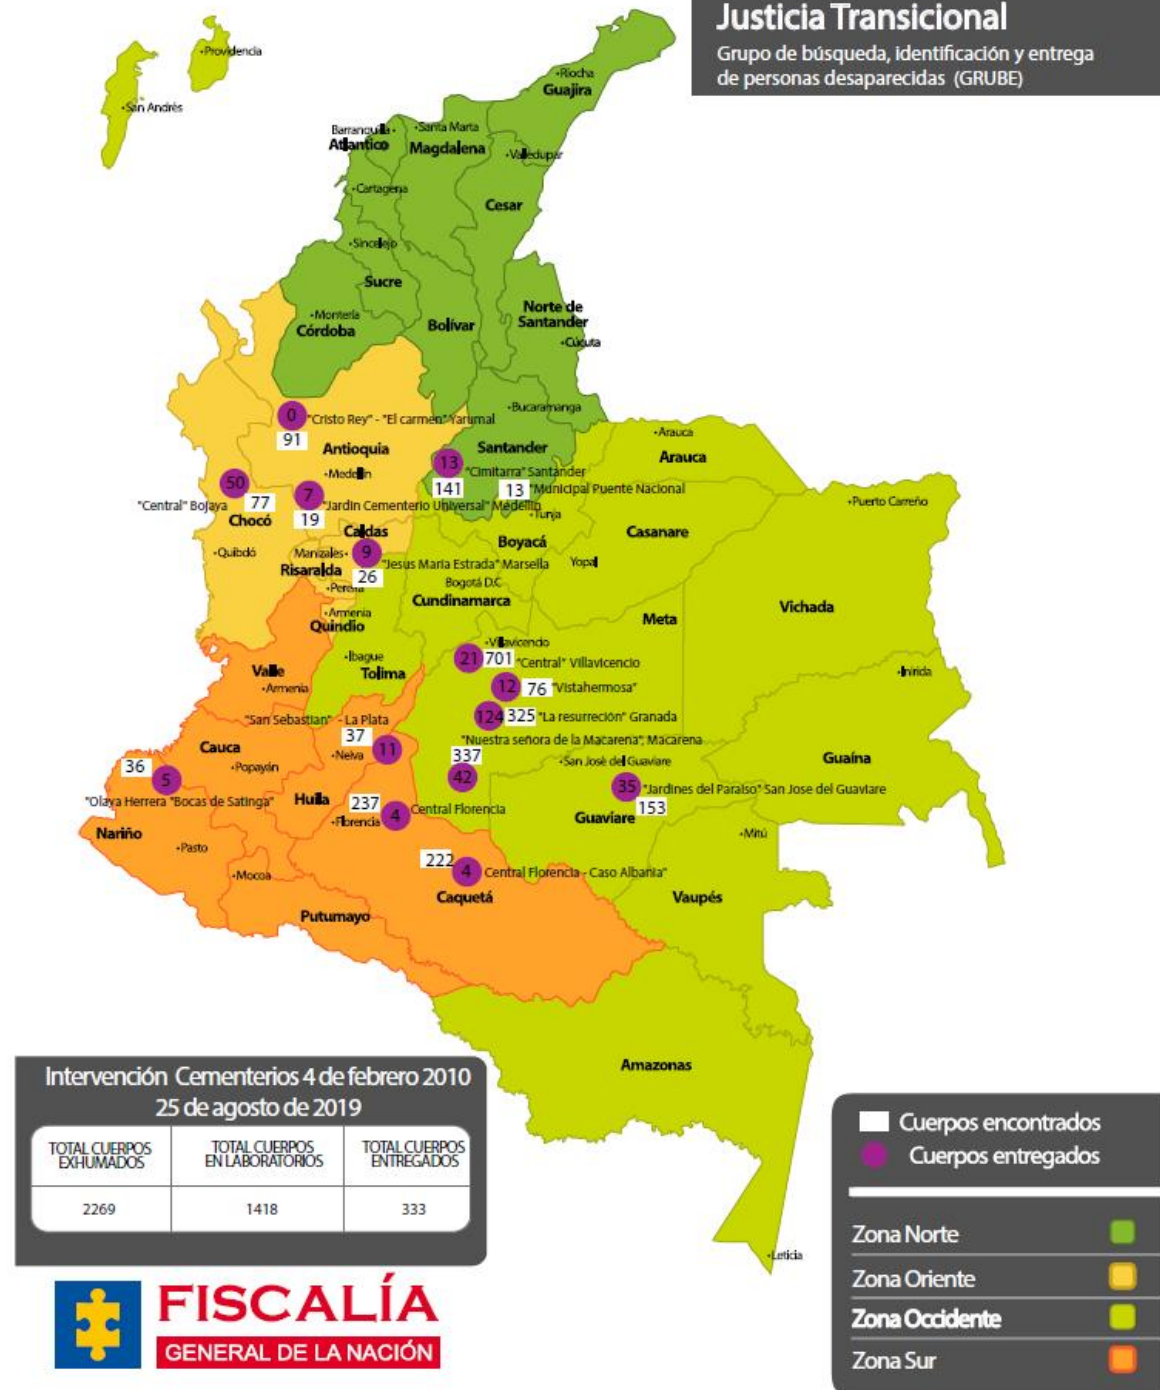 Justicia Transicional
Grupo de búsqueda, identificación y entrega
de personas desaparecidas (GRUBE)
Providencia
San Andrés
Riocha
Guajira
Barranquilla
Santa Marta
Atlantico
Magdalena
Valledupar
Cartagena
Cesar
Sincelejo
Sucre
Norte de
Santander
Montería
Córdoba
Bolívar
Cúcuta
Bucaramanga
0
"Cristo Rey" - "El carmen" Yarumal
91
Antioquia
Santander
Arauca
Arauca
Medellín
13
"Cimitarra" Santander
141
13
"Municipal Puente Nacional
50
77
"Central" Bojaya
7
"Jardin Cementerio Universal" Medellin
19
Chocó
Puerto Carreño
Tunja
Caldas
Casanare
Boyacá
Quibdó
Manizales
9
"Jesus Maria Estrada" Marsella
Yopal
Risaralda
26
Bogotá D.C
Pereira
Cundinamarca
Vichada
Armenia
Quindio
Meta
Villavicencio
Ibague
21
701
"Central" Villavicencio
Valle
Tolima
Inirida
Armenia
12
76
"Vistahermosa"
"San Sebastian" - La Plata
124
325
"La resurreción" Granada
37
"Nuestra señora de la Macarena", Macarena
Cauca
Neiva
11
337
San Josè del Guaviare
Guaína
36
Popayán
42
5
35
"Jardines del Paraiso" San Jose del Guaviare
"Olaya Herrera "Bocas de Satinga"
Huila
237
Central Florencia
153
Florencia
4
Guaviare
Nariño
Mitú
Pasto
222
4
Central Florencia - Caso Albania"
Mocoa
Caquetá
Vaupés
Putumayo
Amazonas
Leticia
Intervención Cementerios 4 de febrero 2010
25 de agosto de 2019
TOTAL CUERPOS EXHUMADOS
TOTAL CUERPOS EN LABORATORIOS
TOTAL CUERPOS ENTREGADOS
2269
1418
333
Cuerpos encontrados
Cuerpos entregados
Zona Norte
Zona Oriente
Zona Occidente
Zona Sur
FISCALÍA
GENERAL DE LA NACIÓN